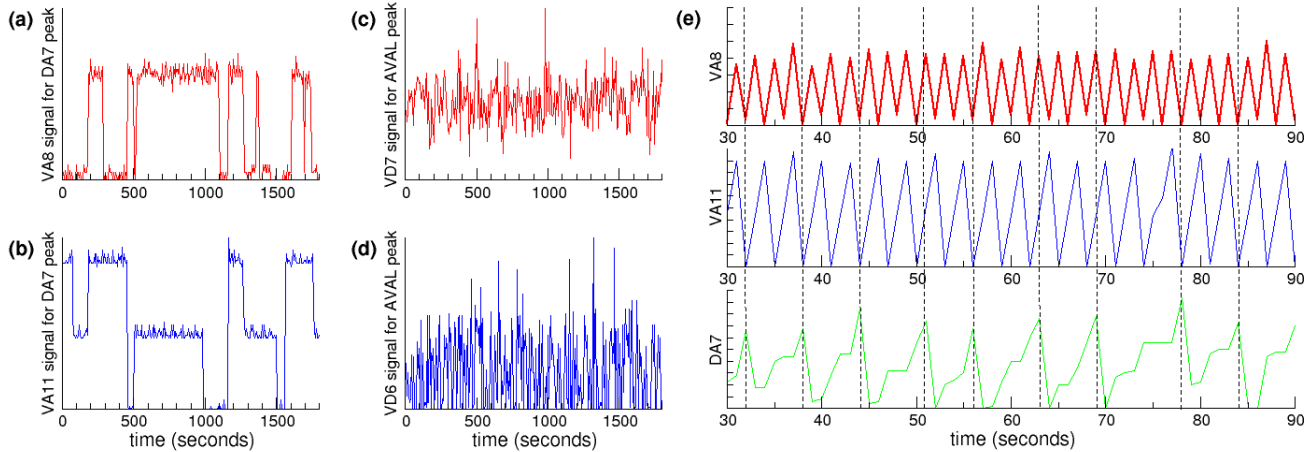 (a)
VA8 signal for DA7 peak
0 500 1000 1500
(b)
VA11 signal for DA7 peak
0 500 1000 1500
time (seconds)
(c)
VD7 signal for AVAL peak
500 1000 1500
(d)
VD6 signal for AVAL peak
0 500 1000 1500
time (seconds)
(e)
VA8
30 40 50 60 70 80 90
VA11
30 40 50 60 70 80 90
DA7
30 40 50 60 70 80 90
time (seconds)